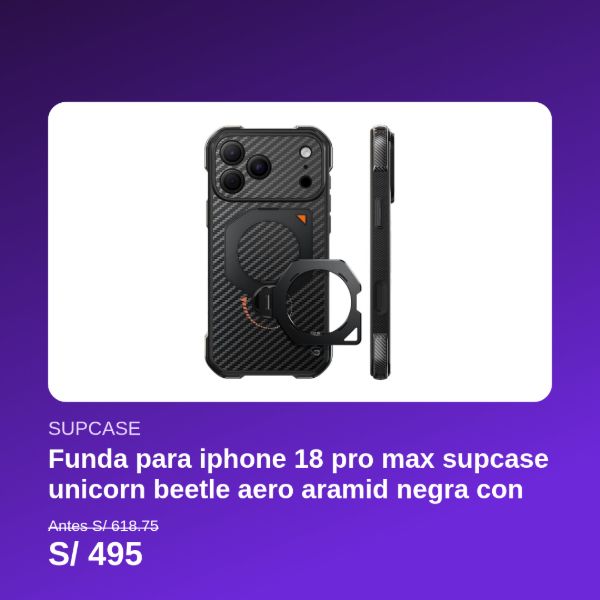 SUPCASE
Funda para iphone 18 pro max supcase
unicorn beetle aero aramid negra con
Antes S/ 618.75
S/ 495